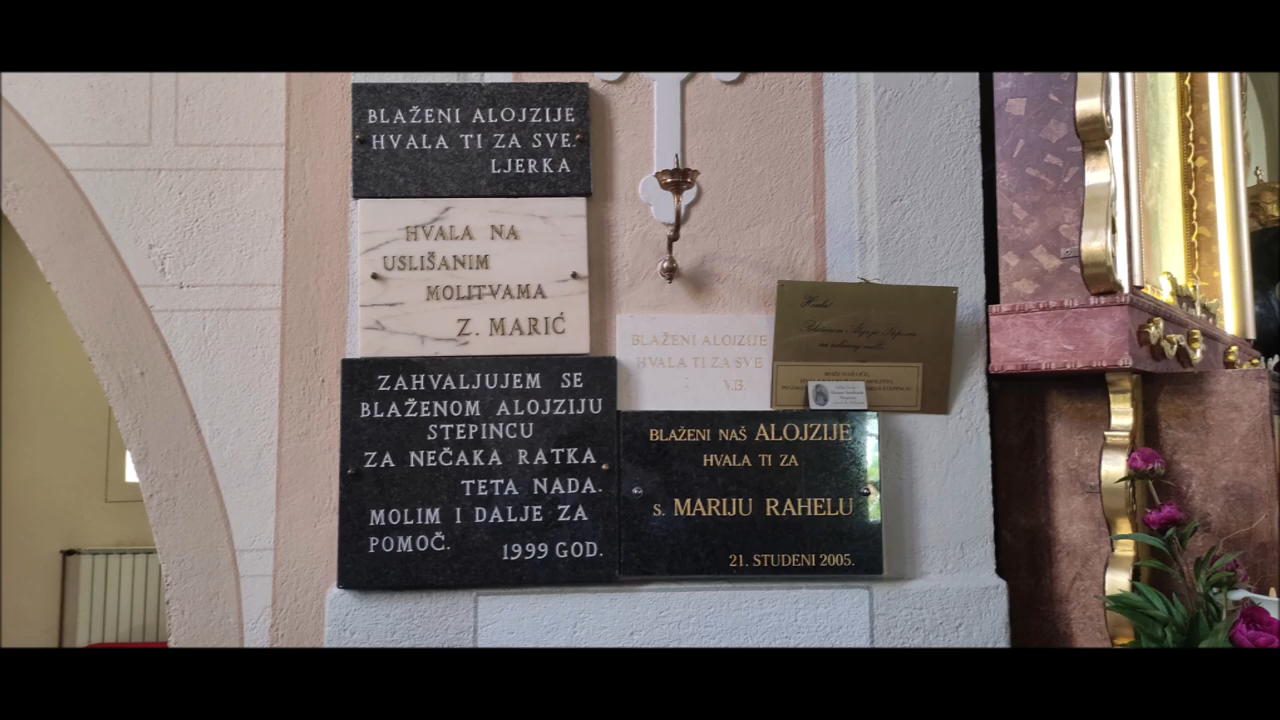 BLAŽENI ALOJZIJE
HVALA TI ZA SVE.
LJERKA
HVALA NA
USLIŠANIM
MOLITVAMA
Z. MARIĆ
ZAHVALJUJEM SE
BLAŽENOM ALOJZIJU
STEPINCU
ZA NEČAKA RATKA
TETA NADA.
MOLIM I DALJE ZA
POMOČ.
1999 GOD.
BLAŽENI ALOJZIJE
HVALA TI ZA SVE
V.B.
BLAŽENI NAŠ ALOJZIJE
HVALA TI ZA
S. MARIJU RAHELU
21. STUDENI 2005.